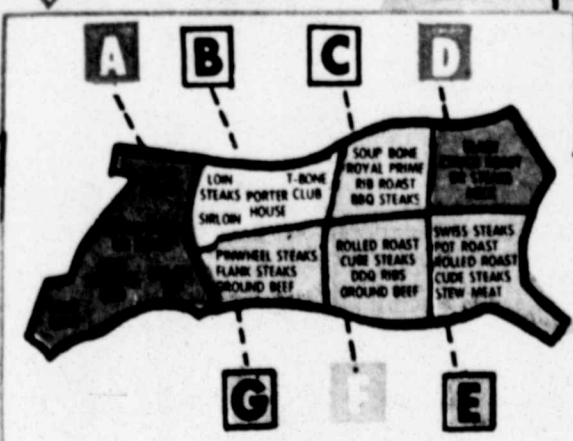 A
B
C
D
LOIN T-BONE
STEAKS PORTER CLUB
SIRLOIN HOUSE
SOUP BONE
ROYAL PRIME
RIB ROAST
BBQ STEAKS
PINWHEEL STEAKS
FLANK STEAKS
GROUND BEEF
ROLLED ROAST
CUBE STEAKS
BBQ RIBS
GROUND BEEF
SWISS STEAKS
POT ROAST
ROLLED ROAST
CUBE STEAKS
STEW MEAT
G
F
E